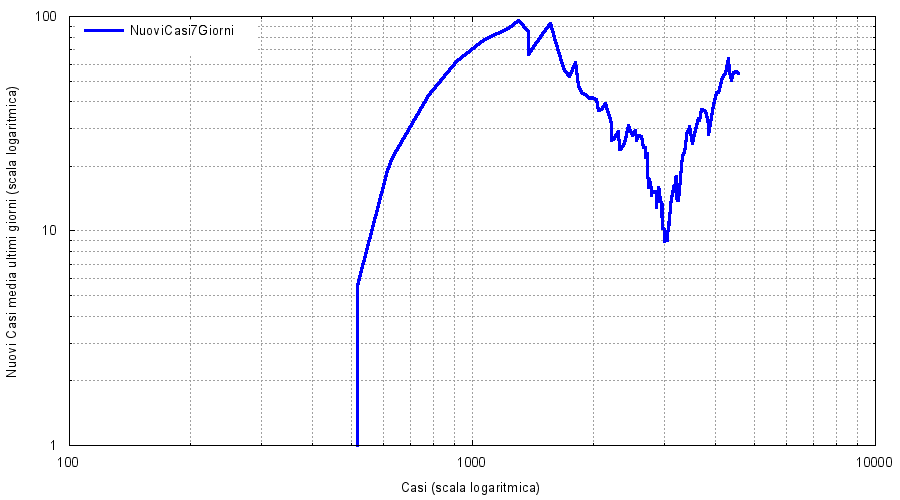 NuoviCasi7Giorni
Nuovi Casi media ultimi giorni (scala logaritmica)
100
10
1
100
1000
10000
Casi (scala logaritmica)